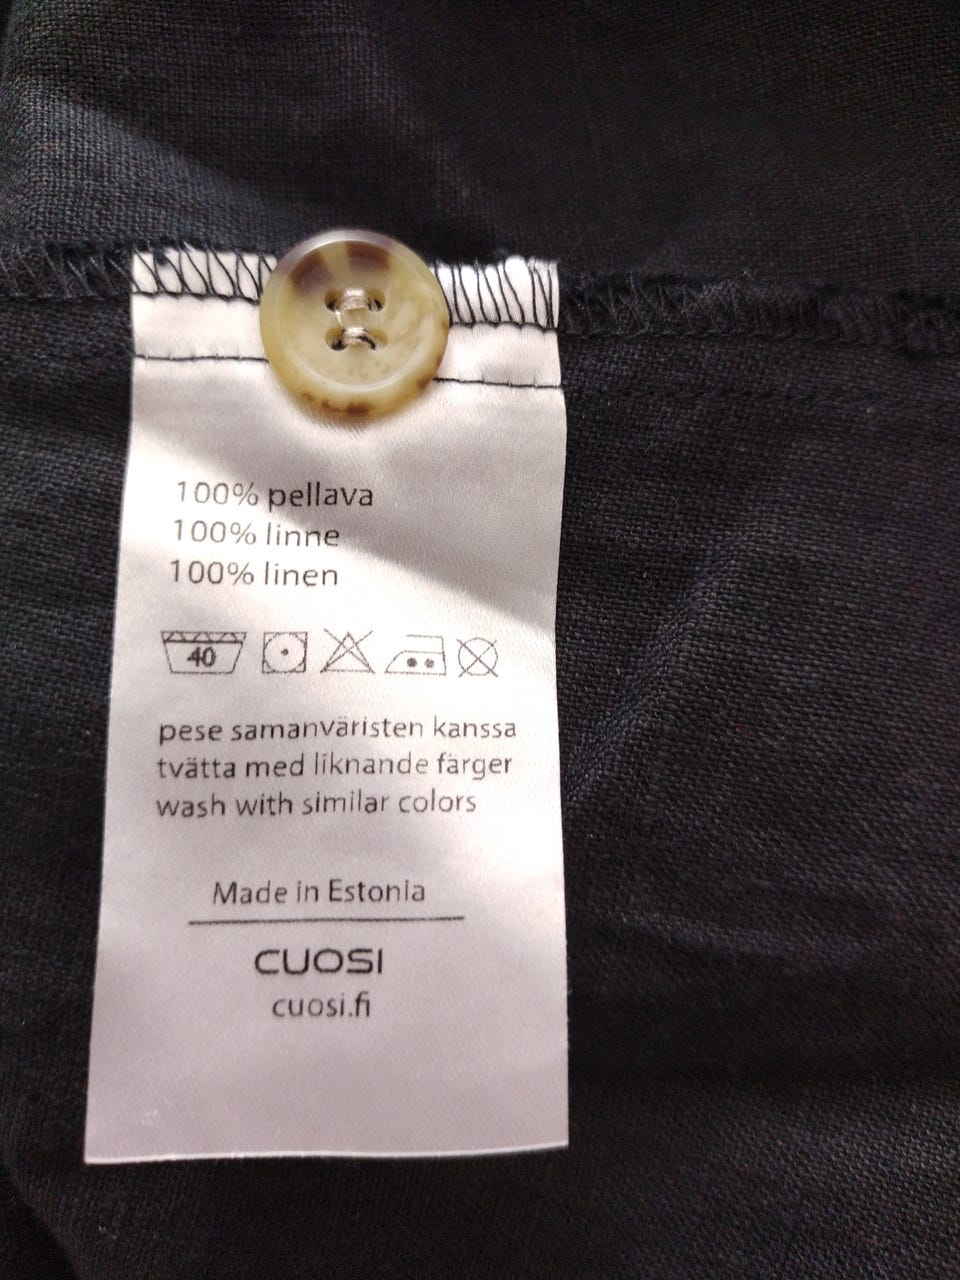 100% pellava
100% linne
100% linen
40
pese samanväristen kanssa
tvätta med liknande färger
wash with similar colors
Made in Estonia
CUOSI
cuosi.fi